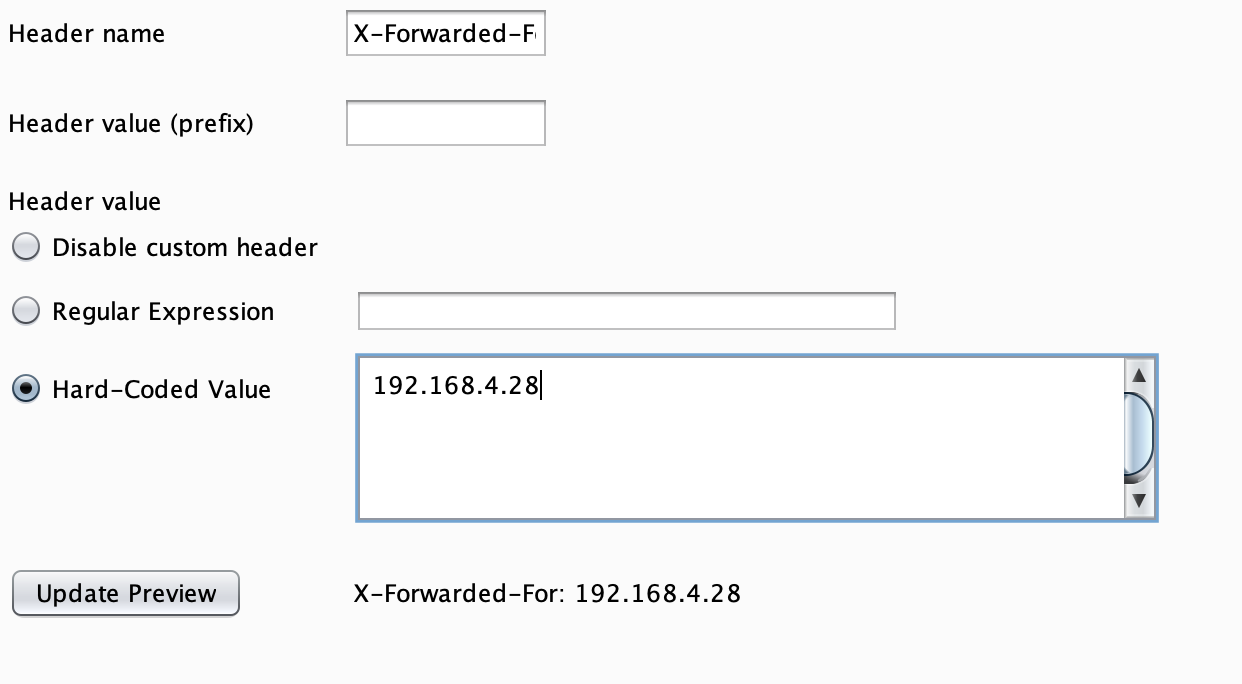 Header name X-Forwarded-F
Header value (prefix)
Header value
Disable custom header
Regular Expression
Hard-Coded Value 192.168.4.28
Update Preview X-Forwarded-For: 192.168.4.28